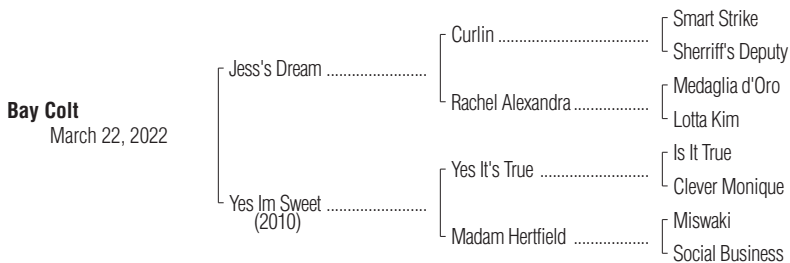 Bay Colt
March 22, 2022
Jess's Dream ........................
Yes Im Sweet ........................
(2010)
Curlin ....................................
Rachel Alexandra ..................
Yes It's True ..........................
Madam Hertfield ..................
Smart Strike
Sherriff's Deputy
Medaglia d'Oro
Lotta Kim
Is It True
Clever Monique
Miswaki
Social Business